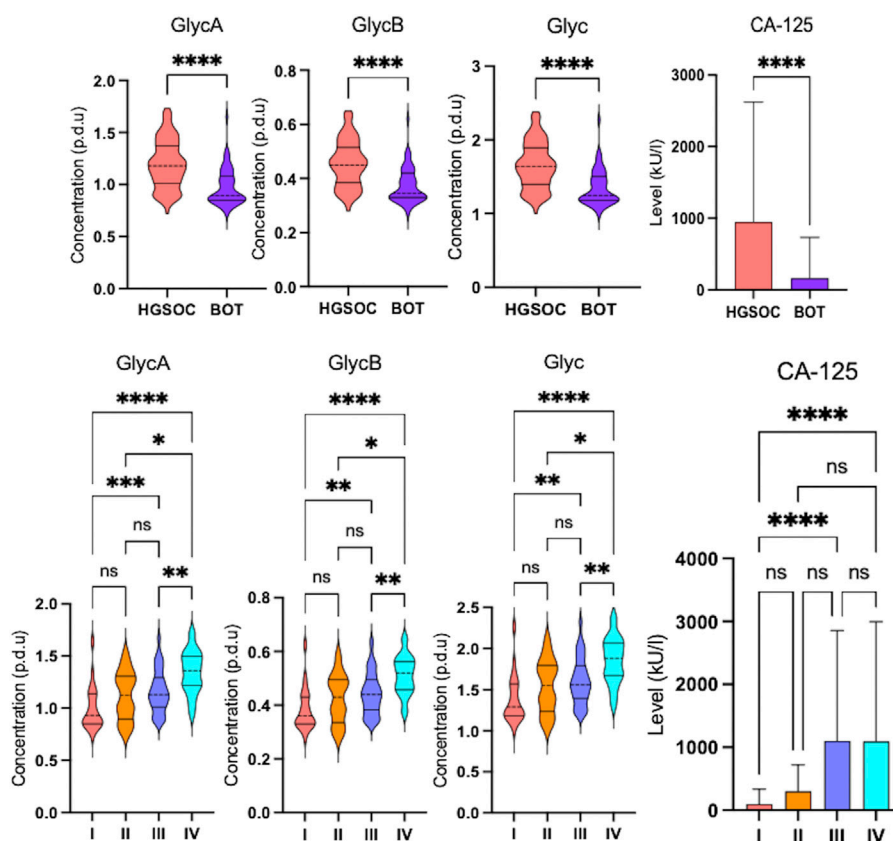 GlycA
GlycB
Glyc
CA-125
****
****
****
****
Concentration (p.d.u)
2.0
1.5
1.0
0.5
0.0
HGSOC BOT
Concentration (p.d.u)
0.8
0.6
0.4
0.2
0.0
HGSOC BOT
Concentration (p.d.u)
3
2
1
0
HGSOC BOT
Level (kU/l)
3000
2000
1000
0
HGSOC BOT
GlycA
****
*
***
ns
ns
**
Concentration (p.d.u)
2.0
1.5
1.0
0.5
0.0
I II III IV
GlycB
****
*
**
ns
ns
**
Concentration (p.d.u)
0.8
0.6
0.4
0.2
0.0
I II III IV
Glyc
****
*
**
ns
ns
**
Concentration (p.d.u)
2.5
2.0
1.5
1.0
0.5
0.0
I II III IV
CA-125
****
ns
****
ns ns ns
Level (kU/l)
4000
3000
2000
1000
0
I II III IV